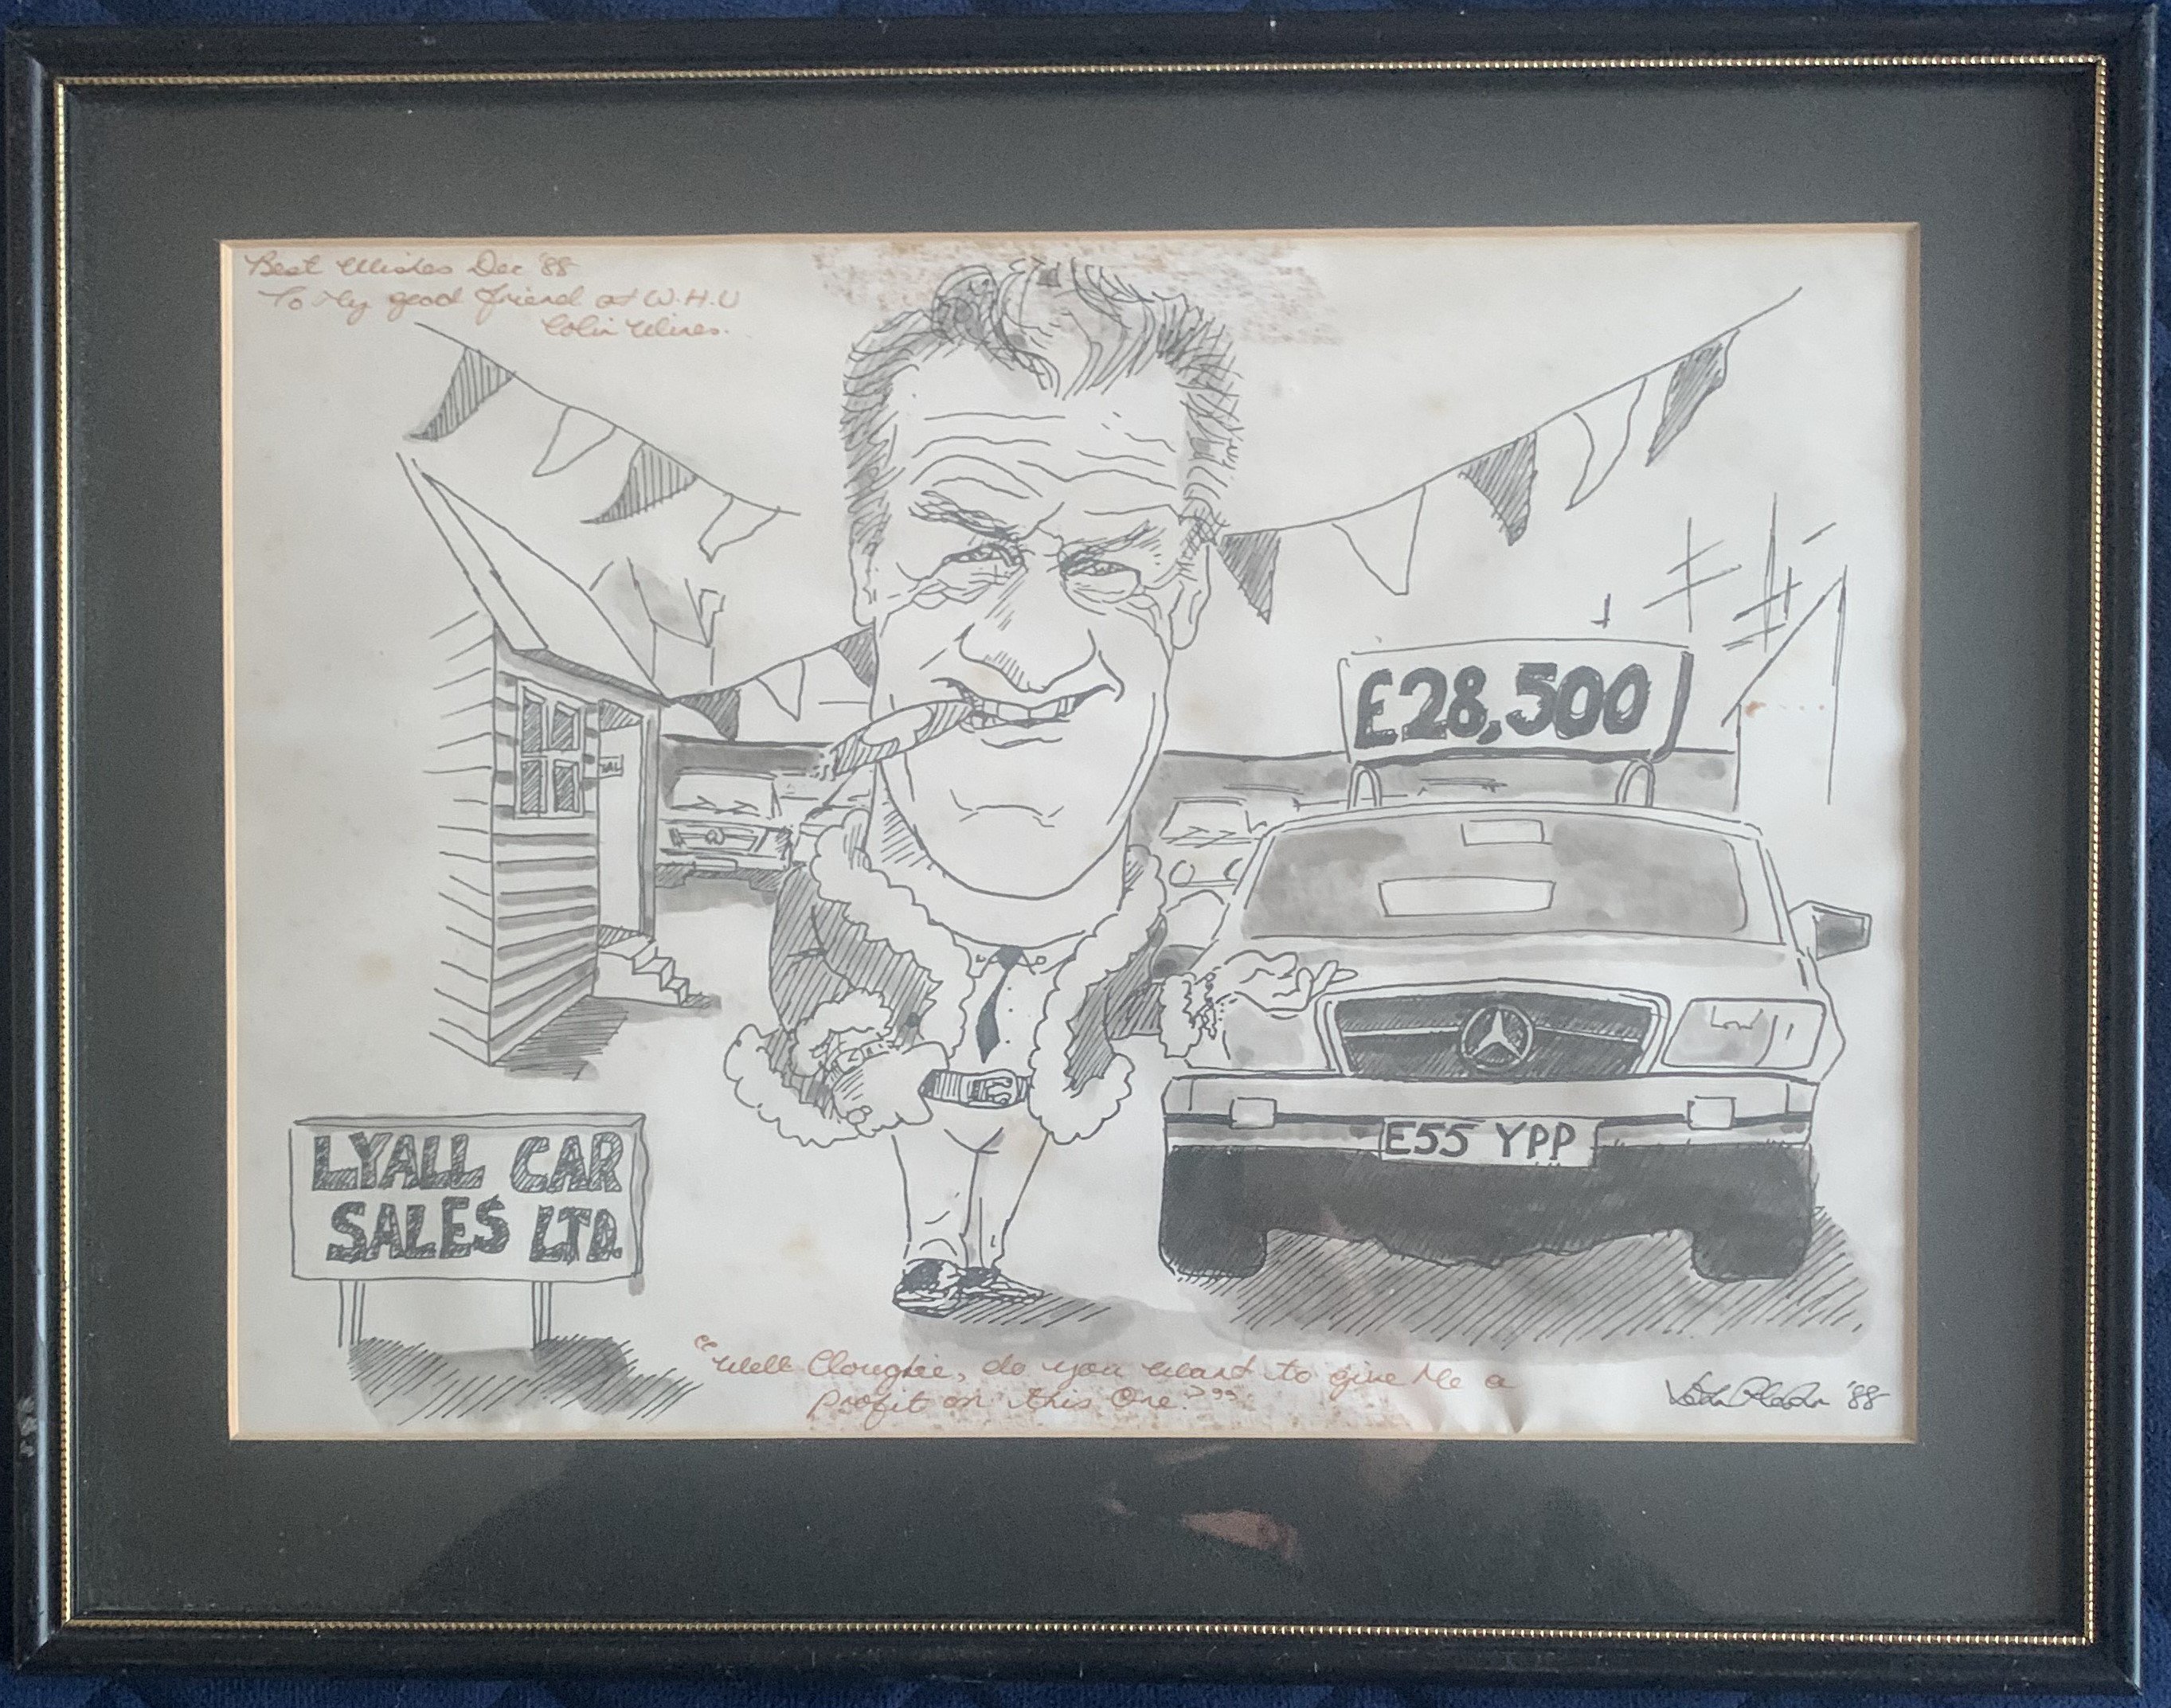 Best Wishes Dec '88
To My good friend at W.H.U
Colin
£28,500
E55 YPP
LYALL CAR
SALES LTD.
"Well Cloughie, do you want to give Me a
profit on this One?"
'88